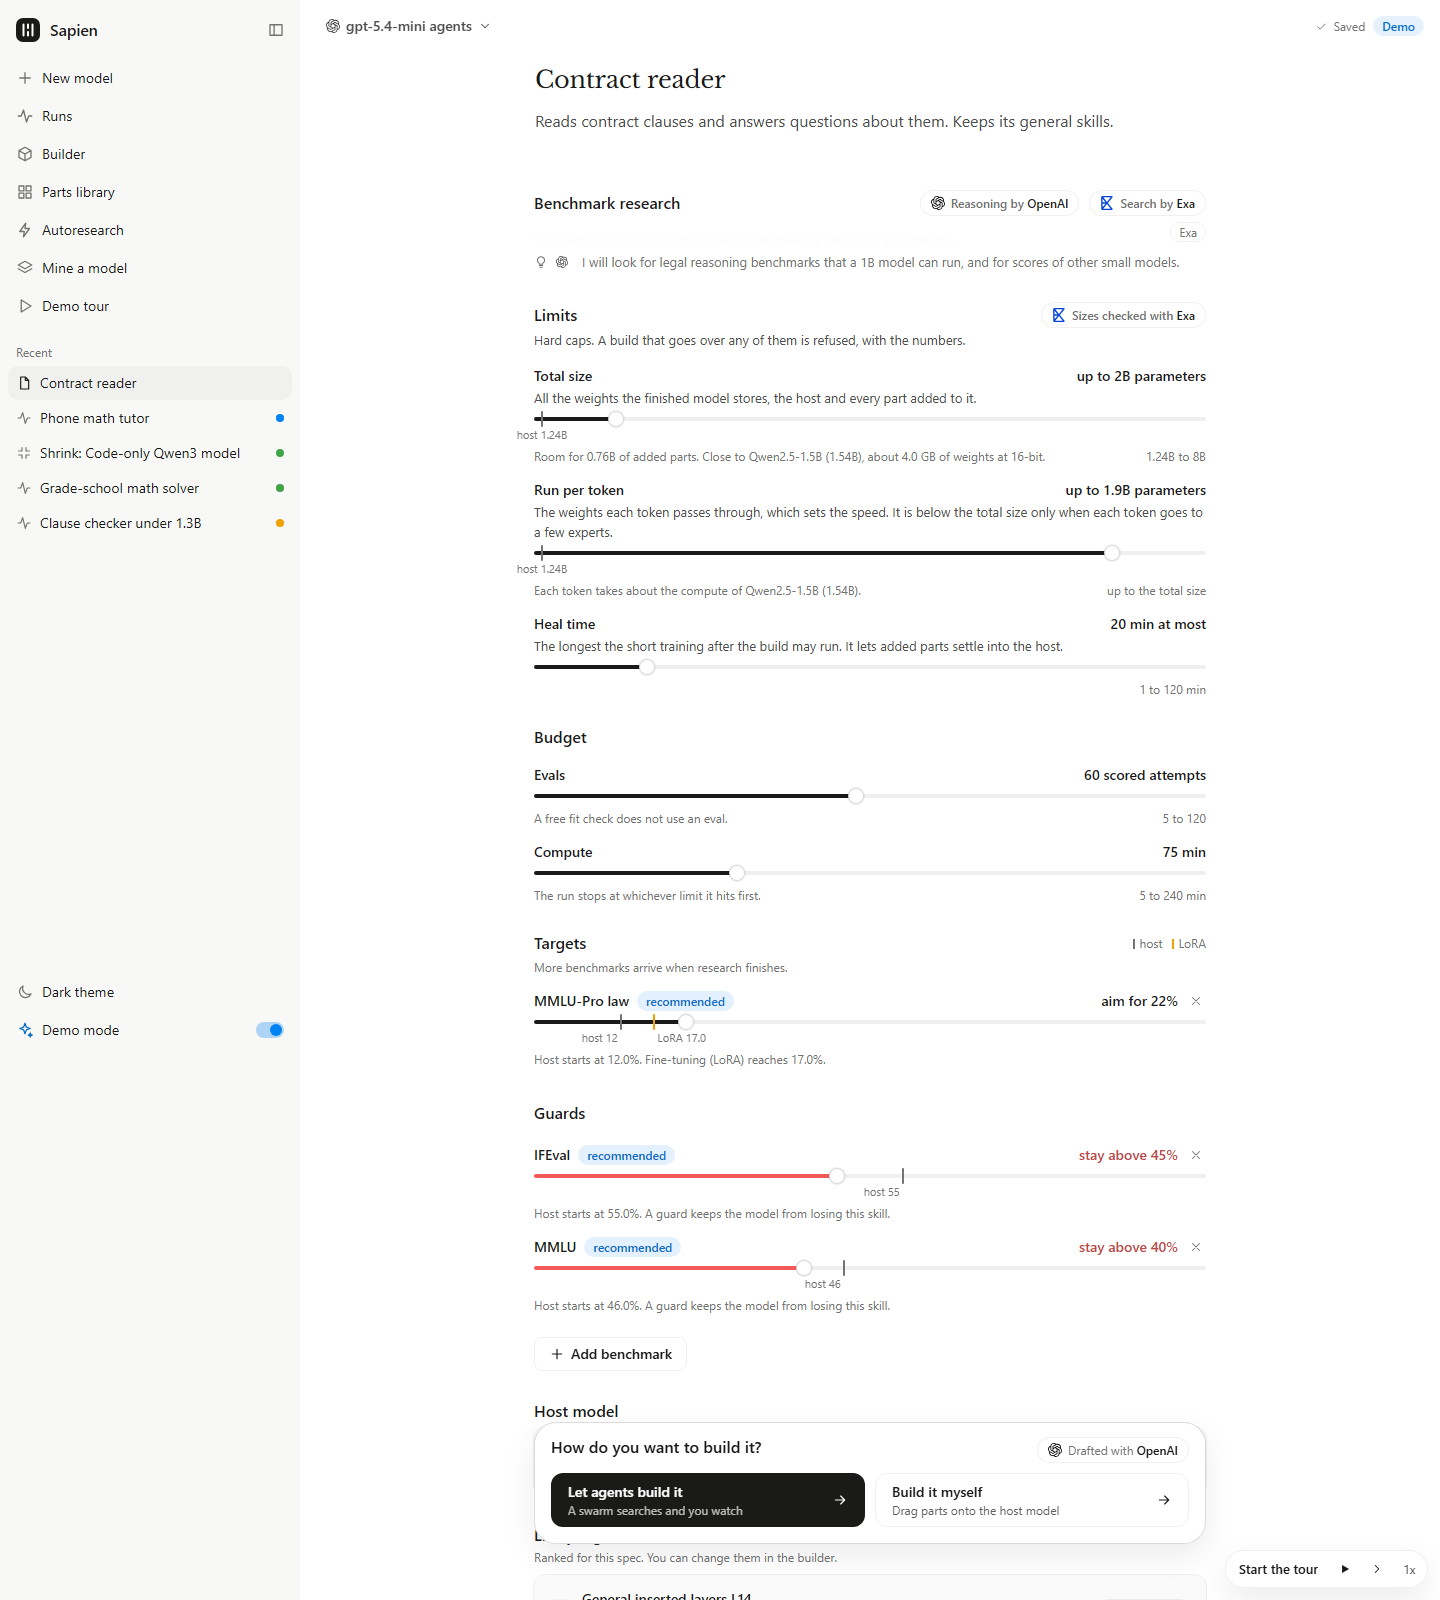 Sapien
New model
Runs
Builder
Parts library
Autoresearch
Mine a model
Demo tour
Recent
Contract reader
Phone math tutor
Shrink: Code-only Qwen3 model
Grade-school math solver
Clause checker under 1.3B
Dark theme
Demo mode
gpt-5.4-mini agents
Saved
Demo
Contract reader
Reads contract clauses and answers questions about them. Keeps its general skills.
Benchmark research
Reasoning by OpenAI
Search by Exa
Exa
I will look for legal reasoning benchmarks that a 1B model can run, and for scores of other small models.
Limits
Sizes checked with Exa
Hard caps. A build that goes over any of them is refused, with the numbers.
Total size
up to 2B parameters
All the weights the finished model stores, the host and every part added to it.
host 1.24B
Room for 0.76B of added parts. Close to Qwen2.5-1.5B (1.54B), about 4.0 GB of weights at 16-bit.
1.24B to 8B
Run per token
up to 1.9B parameters
The weights each token passes through, which sets the speed. It is below the total size only when each token goes to
a few experts.
host 1.24B
Each token takes about the compute of Qwen2.5-1.5B (1.54B).
up to the total size
Heal time
20 min at most
The longest the short training after the build may run. It lets added parts settle into the host.
1 to 120 min
Budget
Evals
60 scored attempts
A free fit check does not use an eval.
5 to 120
Compute
75 min
The run stops at whichever limit it hits first.
5 to 240 min
Targets
host
LoRA
More benchmarks arrive when research finishes.
MMLU-Pro law
recommended
aim for 22%
host 12
LoRA 17.0
Host starts at 12.0%. Fine-tuning (LoRA) reaches 17.0%.
Guards
IFEval
recommended
stay above 45%
host 55
Host starts at 55.0%. A guard keeps the model from losing this skill.
MMLU
recommended
stay above 40%
host 46
Host starts at 46.0%. A guard keeps the model from losing this skill.
Add benchmark
Host model
How do you want to build it?
Drafted with OpenAI
Let agents build it
A swarm searches and you watch
Build it myself
Drag parts onto the host model
Ranked for this spec. You can change them in the builder.
General inserted layers L14
Start the tour
1x